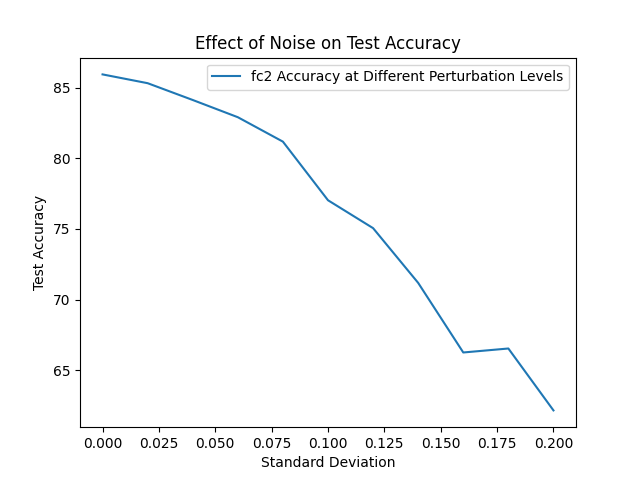 Effect of Noise on Test Accuracy
fc2 Accuracy at Different Perturbation Levels
Test Accuracy
85
80
75
70
65
0.000 0.025 0.050 0.075 0.100 0.125 0.150 0.175 0.200
Standard Deviation